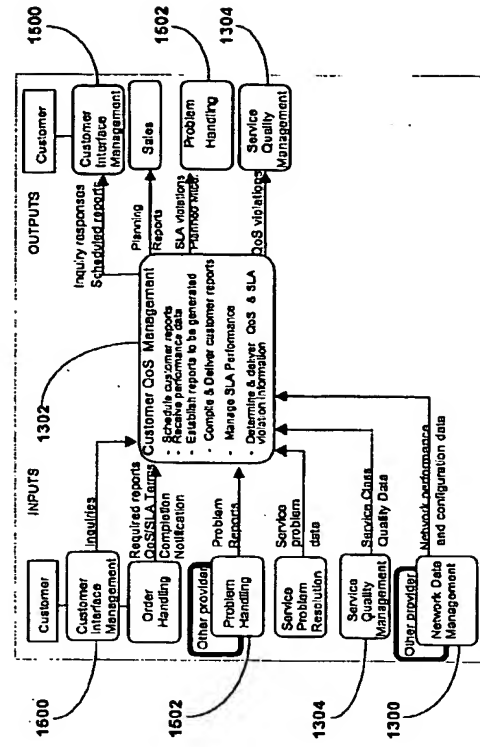 INPUTS
OUTPUTS
1302
Customer
Customer
Interface
Management
1500
Inquiries
Order
Handling
Required reports
QoS/SLA Terms
Completion
Notification
Other provider
Problem
Handling
1502
Problem
Reports
Service
Problem
Resolution
Service
problem
data
Service
Quality
Management
1304
Service Class
Quality Data
Other provider
Network Data
Management
1300
Network performance
and configuration data
Customer QoS Management
- Schedule customer reports
- Receive performance data
- Establish reports to be generated
- Compile & Deliver customer reports
- Manage SLA Performance
- Determine & deliver QoS & SLA
violation information
Inquiry responses
Scheduled reports
Customer
Customer
Interface
Management
1500
Planning
Reports
Sales
SLA violations
Planned Mtce.
Problem
Handling
1502
QoS violations
Service
Quality
Management
1304